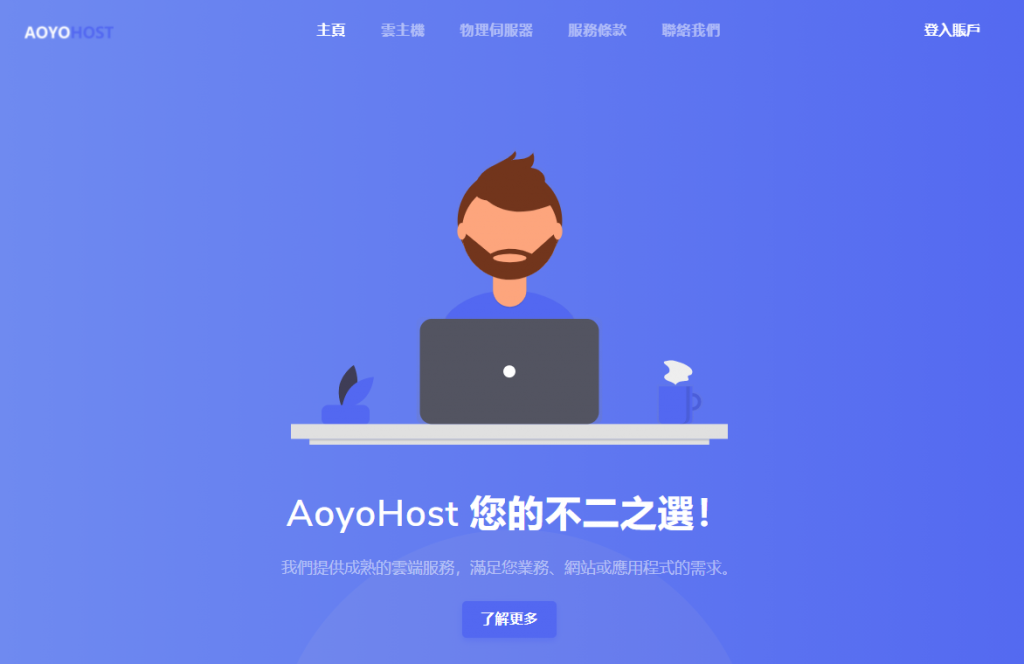 AOYOHOST
主頁 雲主機 物理伺服器 服務條款 聯絡我們 登入賬戶
AoyoHost 您的不二之選!
我們提供成熟的雲端服務，滿足您業務、網站或應用程式的需求。
了解更多